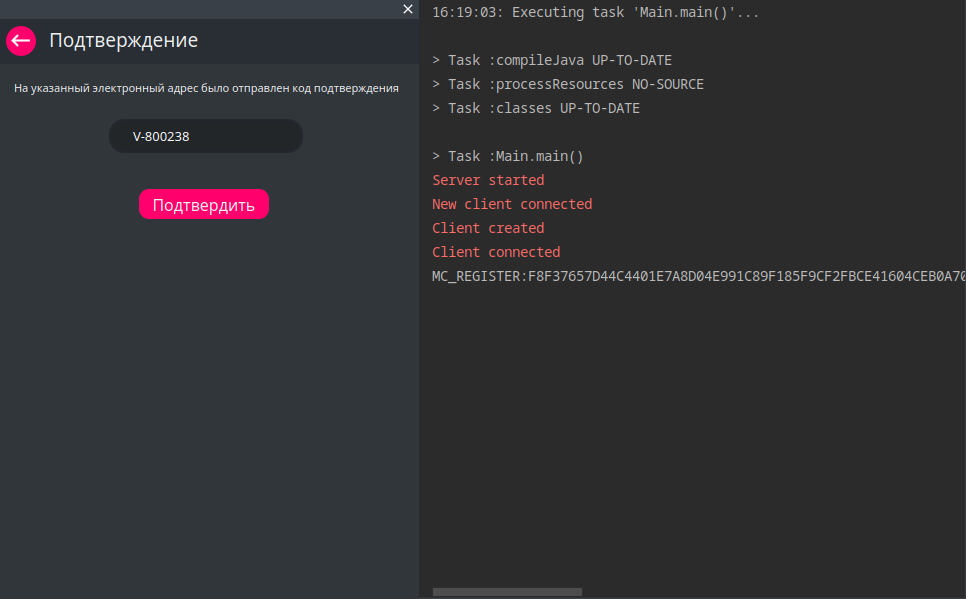 Подтверждение
На указанный электронный адрес было отправлен код подтверждения
V-800238
Подтвердить
16:19:03: Executing task 'Main.main()'...
> Task :compileJava UP-TO-DATE
> Task :processResources NO-SOURCE
> Task :classes UP-TO-DATE
> Task :Main.main()
Server started
New client connected
Client created
Client connected
MC_REGISTER:F8F37657D44C4401E7A8D04E991C89F185F9CF2FBCE41604CEB0A70